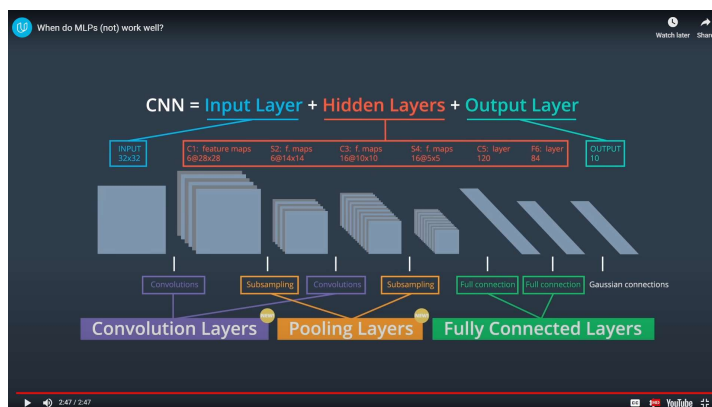 When do MLPs (not) work well?
Watch later
Share
CNN = Input Layer + Hidden Layers + Output Layer
INPUT
32x32
C1: feature maps
6@28x28
S2: f. maps
6@14x14
C3: f. maps
16@10x10
S4: f. maps
16@5x5
C5: layer
120
F6: layer
84
OUTPUT
10
Convolutions
Subsampling
Convolutions
Subsampling
Full connection
Full connection
Gaussian connections
Convolution Layers
Pooling Layers
Fully Connected Layers
2:47 / 2:47
CC
YouTube